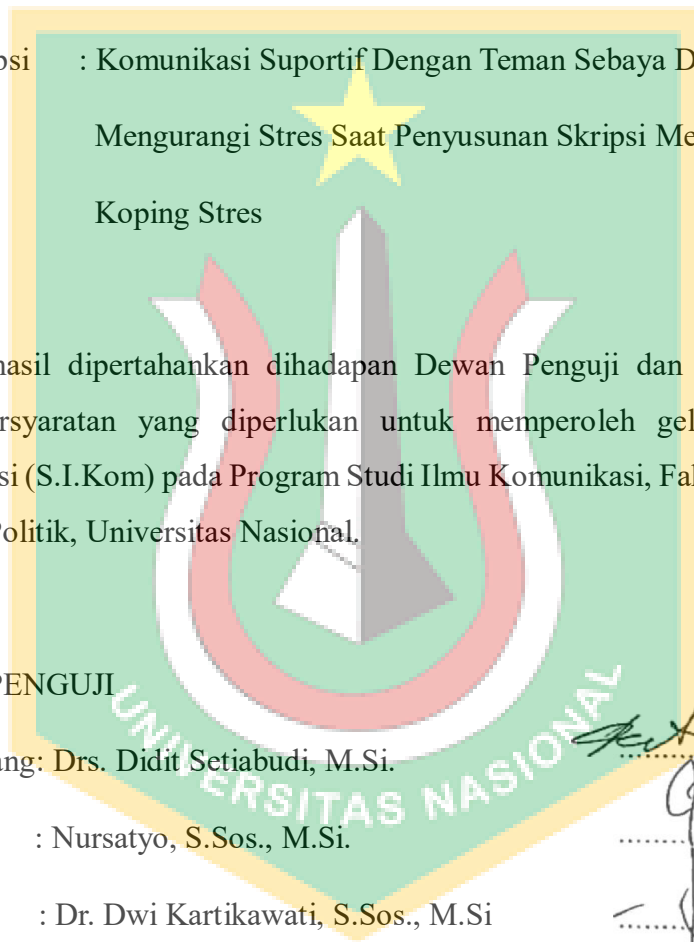 psi : Komunikasi Suportif Dengan Teman Sebaya D
Mengurangi Stres Saat Penyusunan Skripsi Me
Koping Stres
hasil dipertahankan dihadapan Dewan Penguji dan
rsyaratan yang diperlukan untuk memperoleh gel
si (S.I.Kom) pada Program Studi Ilmu Komunikasi, Fa
Politik, Universitas Nasional.
PENGUJI
ang: Drs. Didit Setiabudi, M.Si.
: Nursatyo, S.Sos., M.Si.
: Dr. Dwi Kartikawati, S.Sos., M.Si
UNIVERSITAS NASIONAL